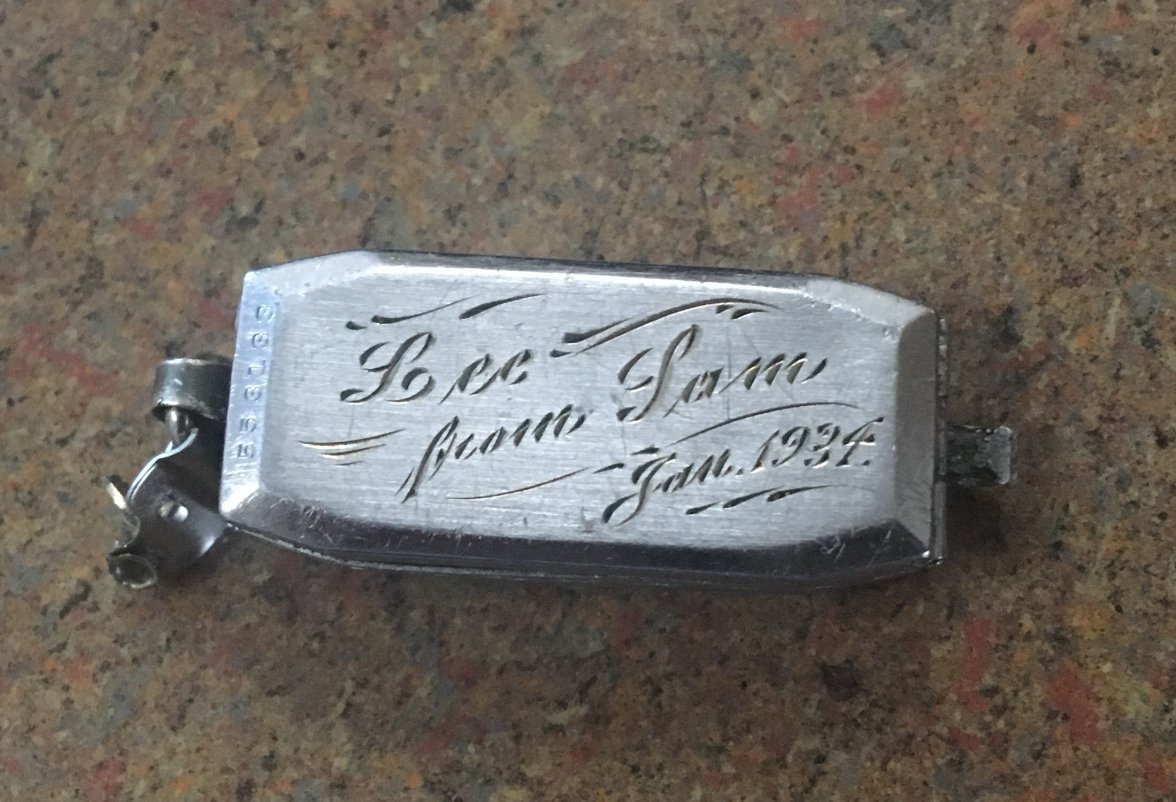 Lee
from Sam
Jan. 1934.